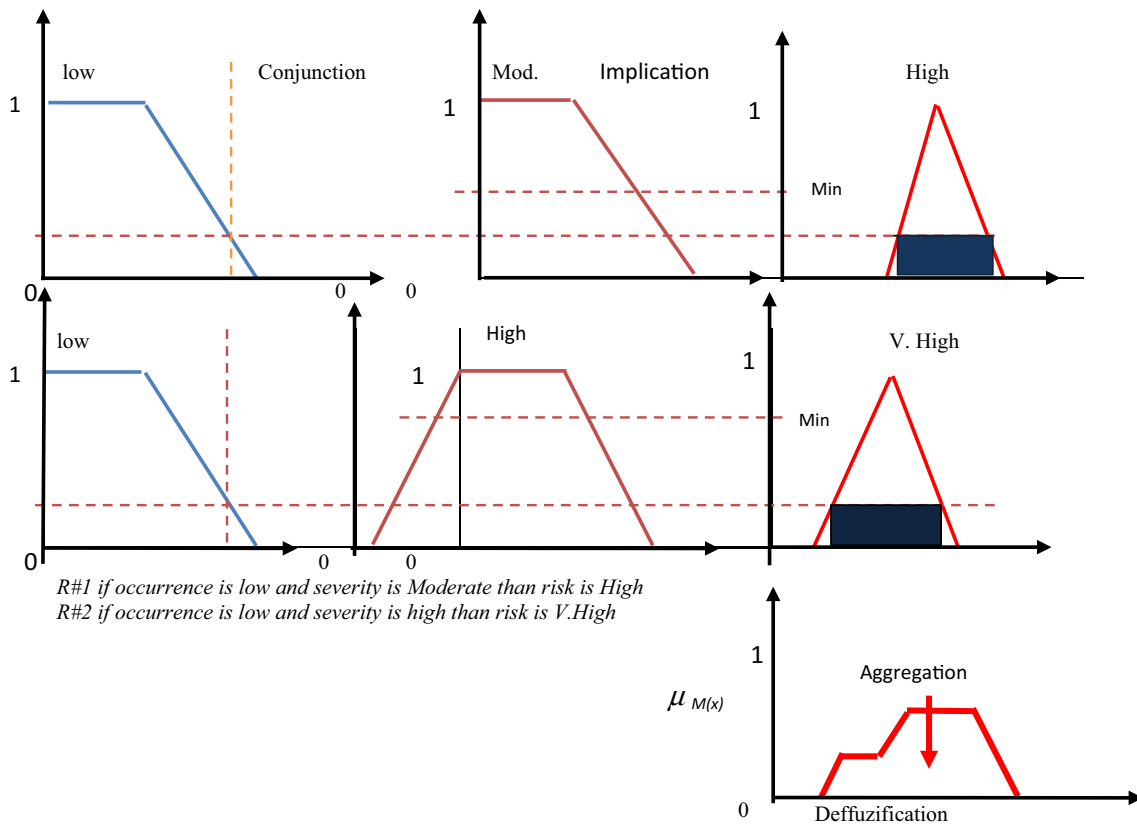 low Conjunction Mod. Implication High
1 1 1
Min
0 0 0
low High V. High
1 1 1
Min
0 0 0
R#1 if occurrence is low and severity is Moderate than risk is High
R#2 if occurrence is low and severity is high than risk is V.High
1
Aggregation
μ M(x)
0
Deffuzification